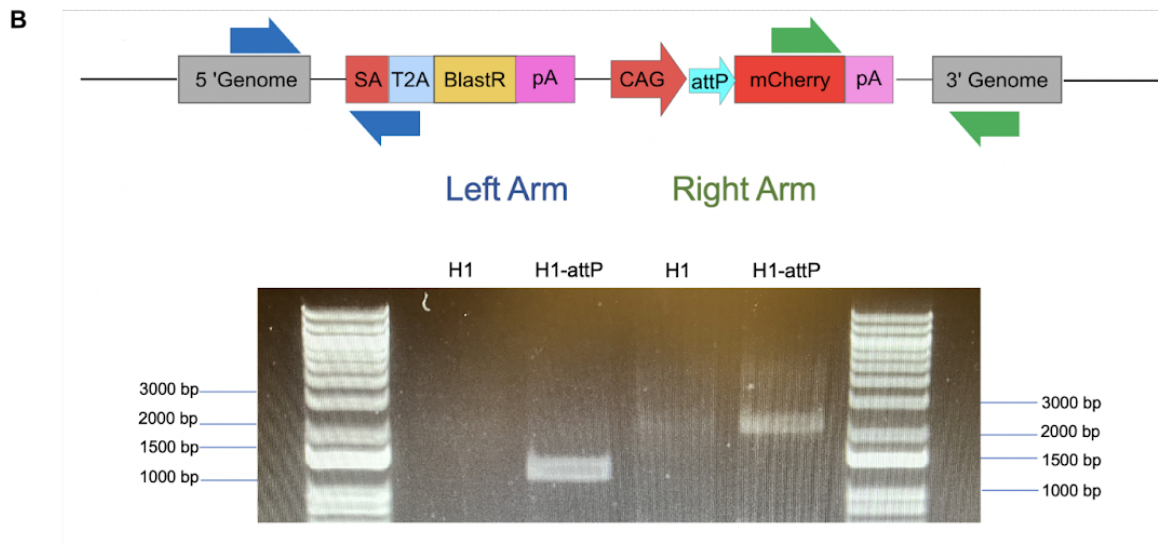 B
5 'Genome SA T2A BlastR pA CAG attP mCherry pA 3' Genome
Left Arm Right Arm
H1 H1-attP H1 H1-attP
3000 bp
2000 bp
1500 bp
1000 bp
3000 bp
2000 bp
1500 bp
1000 bp